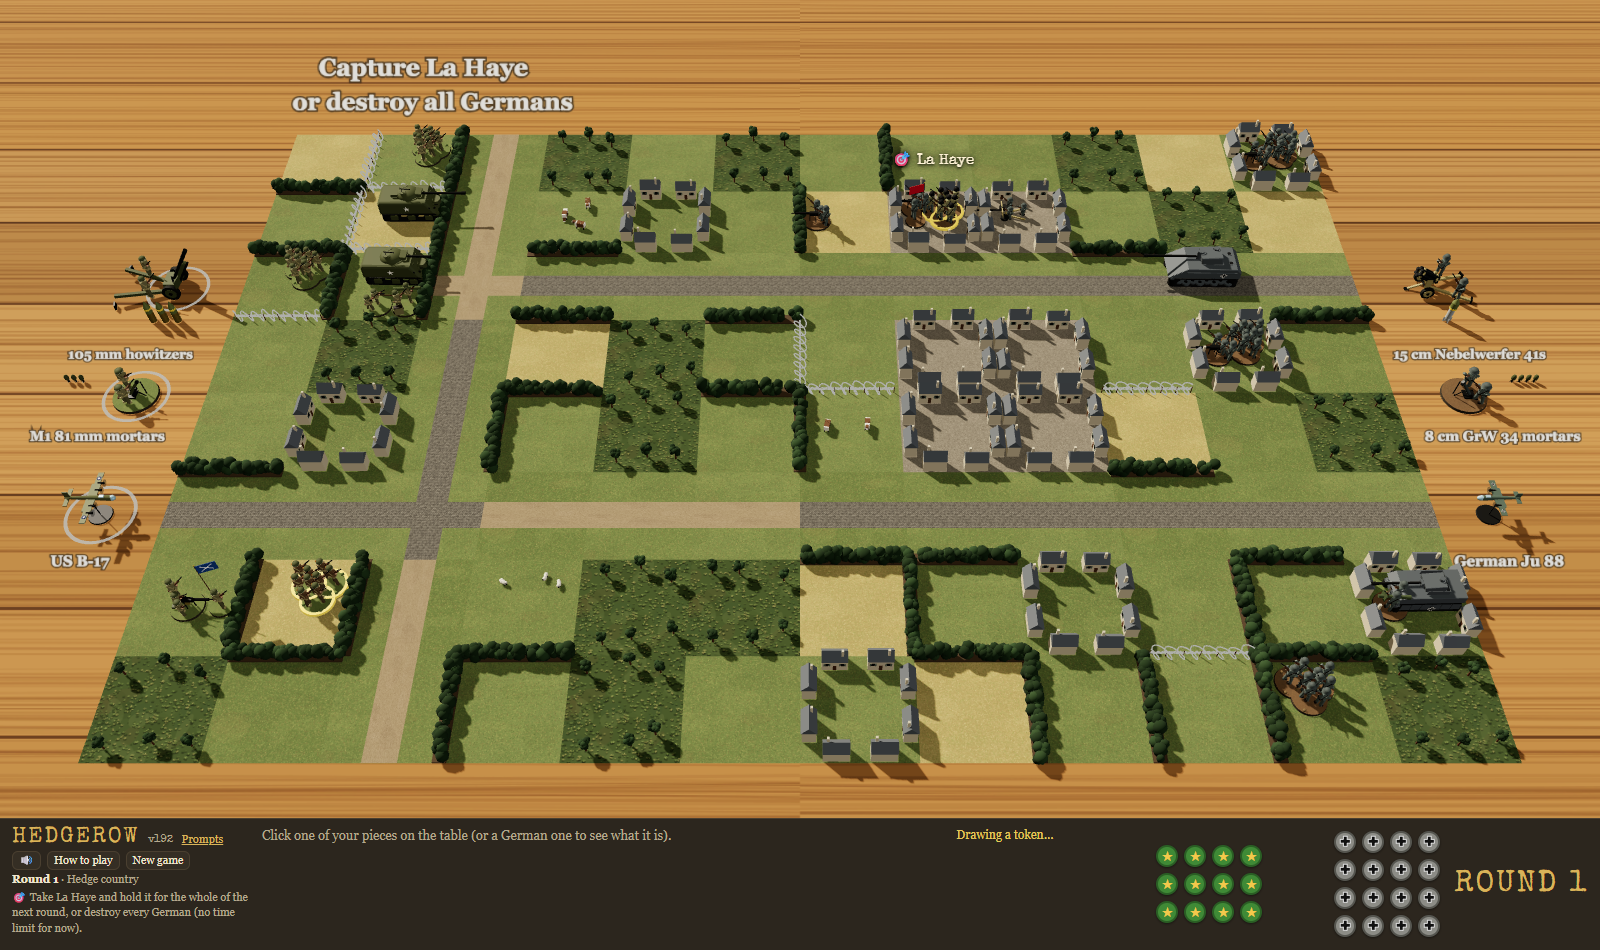 Capture La Haye
or destroy all Germans
La Haye
105 mm howitzers
15 cm Nebelwerfer 41s
M1 81 mm mortars
8 cm GrW 34 mortars
US B-17
German Ju 88
HEDGEROW v192 Prompts
How to play New game
Round 1 · Hedge country
Take La Haye and hold it for the whole of the
next round, or destroy every German (no time
limit for now).
Click one of your pieces on the table (or a German one to see what it is).
Drawing a token...
ROUND 1